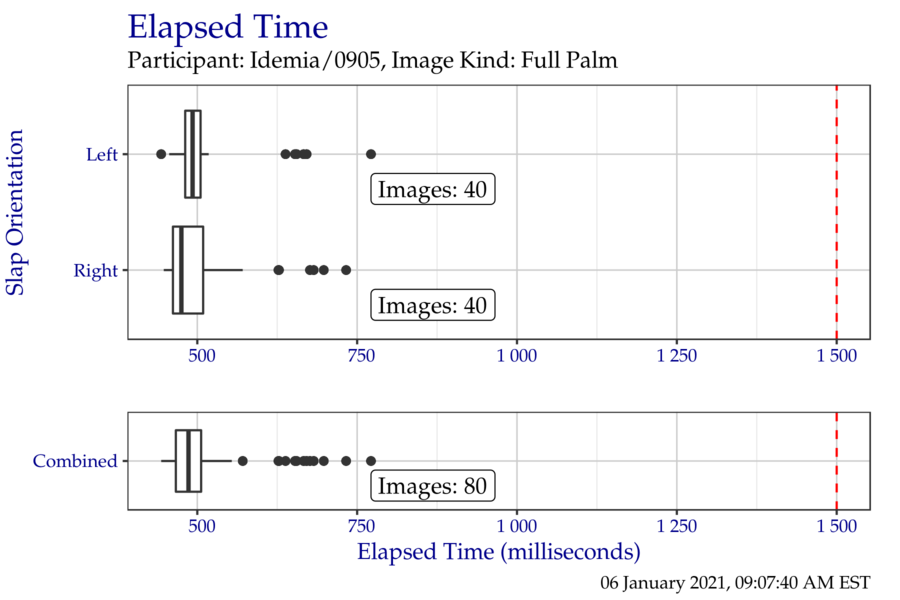 Elapsed Time
Participant: Idemia/0905, Image Kind: Full Palm
Slap Orientation
Left
Images: 40
Right
Images: 40
500 750 1 000 1 250 1 500
Combined
Images: 80
500 750 1 000 1 250 1 500
Elapsed Time (milliseconds)
06 January 2021, 09:07:40 AM EST